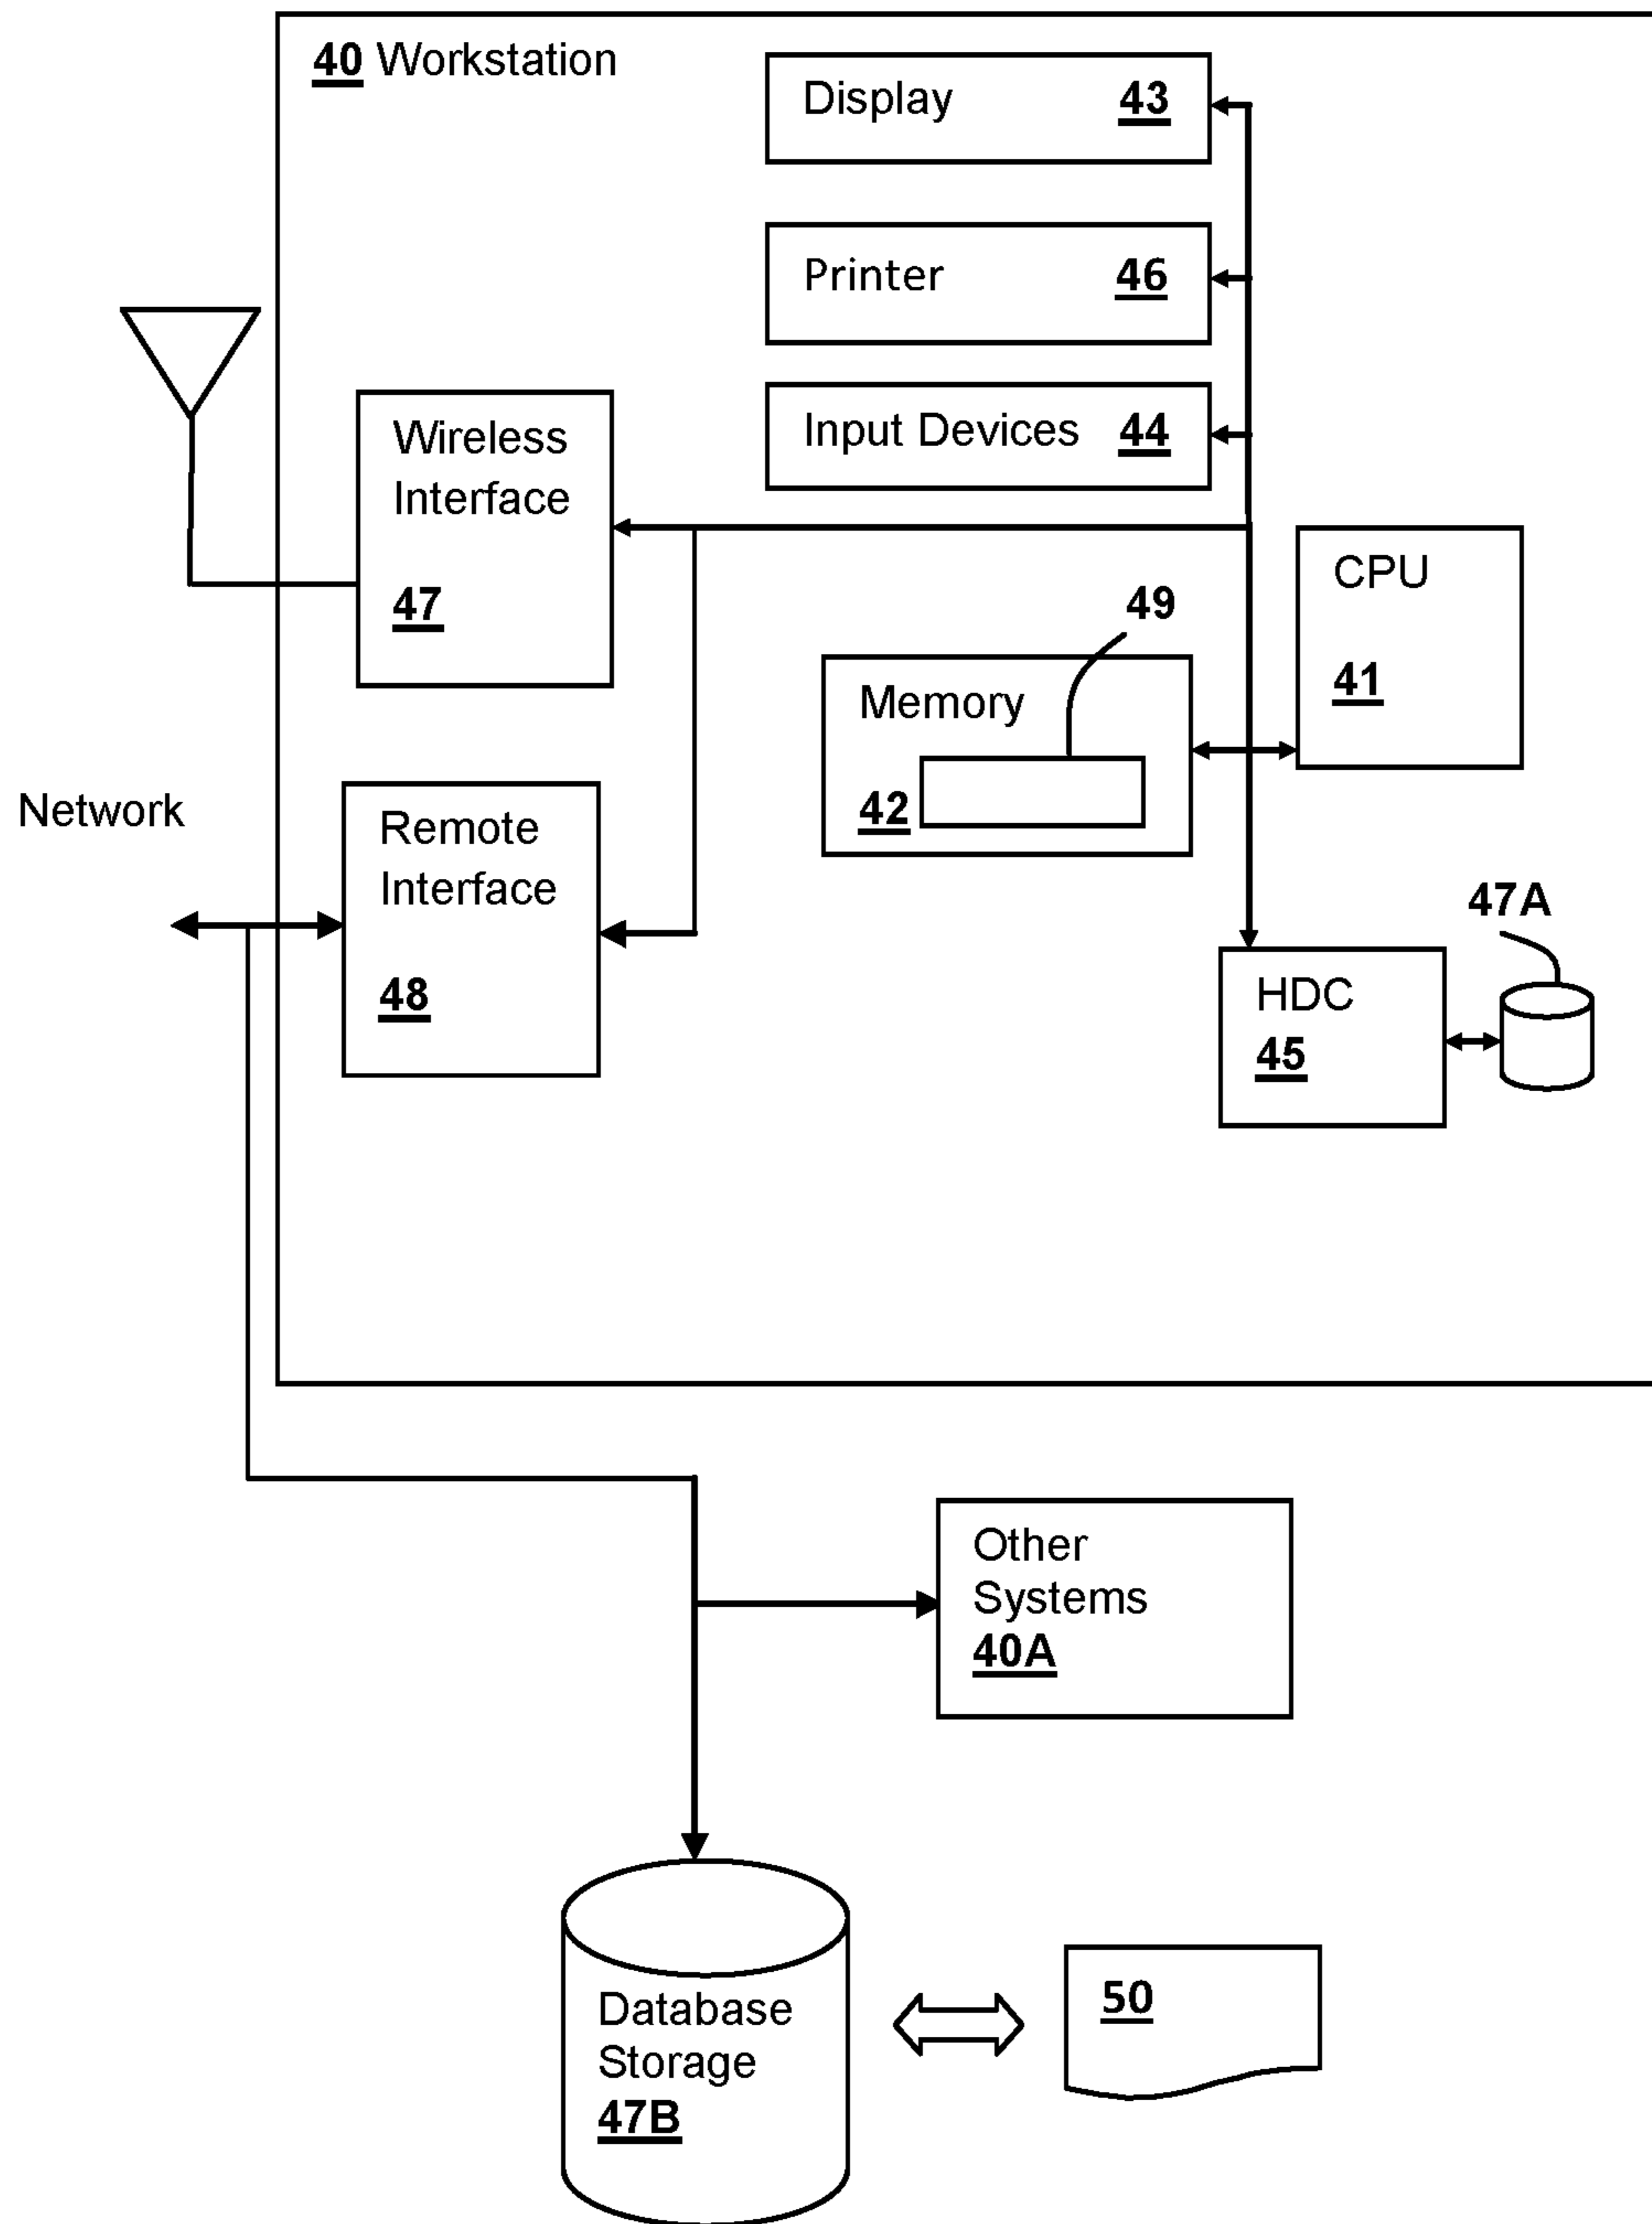 40 Workstation
Display 43
Printer 46
Input Devices 44
Wireless
Interface
47
CPU
41
49
Memory
42
Network
Remote
Interface
48
47A
HDC
45
Other
Systems
40A
Database
Storage
47B
50